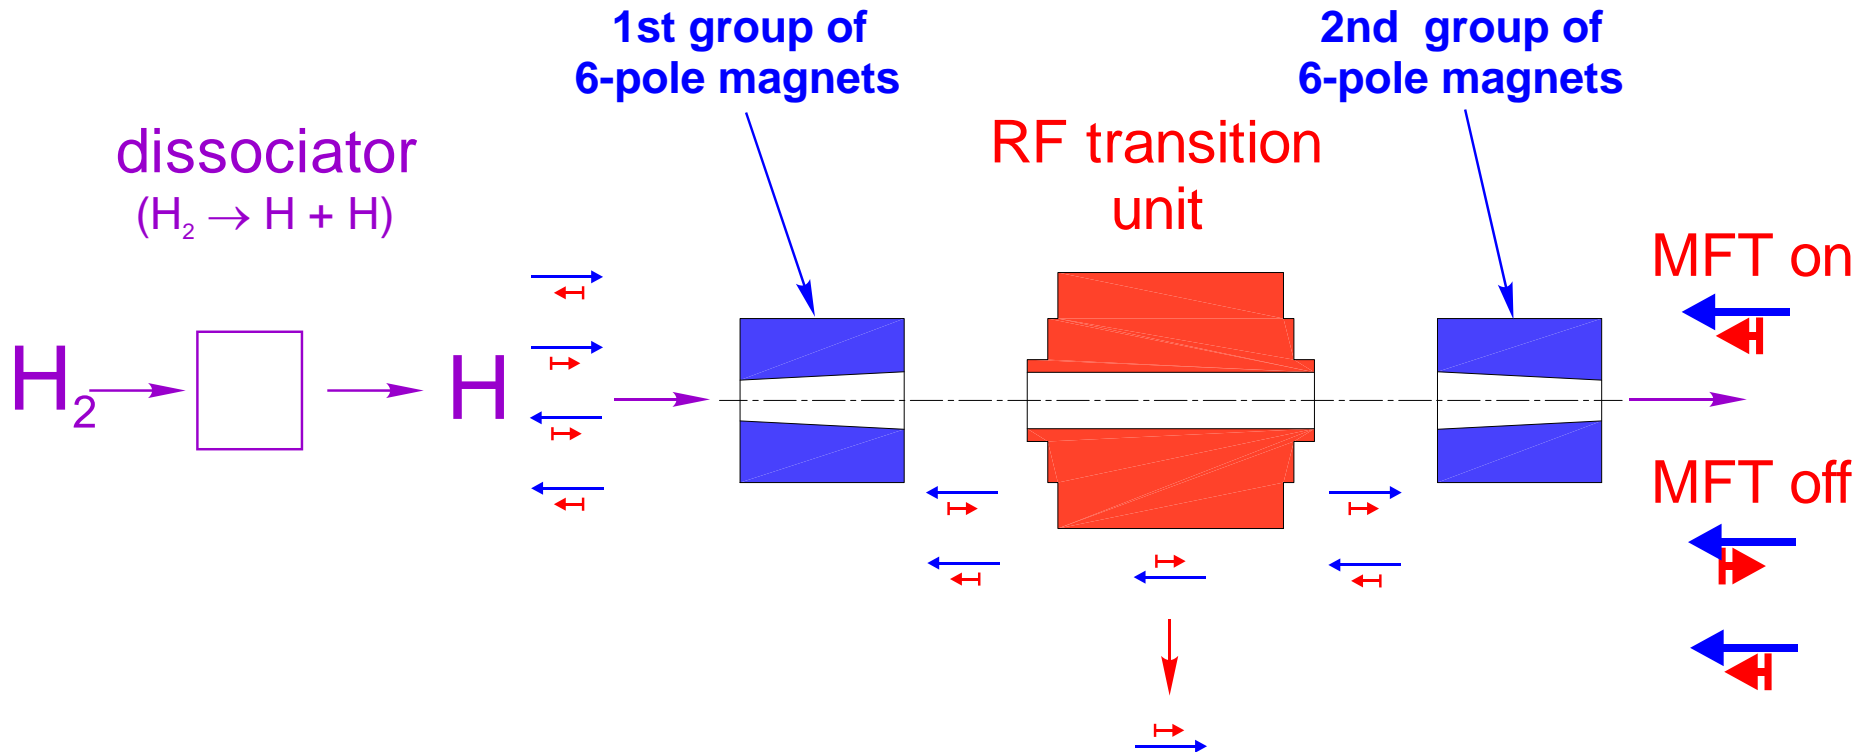 1st group of
6-pole magnets
2nd group of
6-pole magnets
dissociator
(H₂ → H + H)
RF transition
unit
MFT on
H₂
H
MFT off